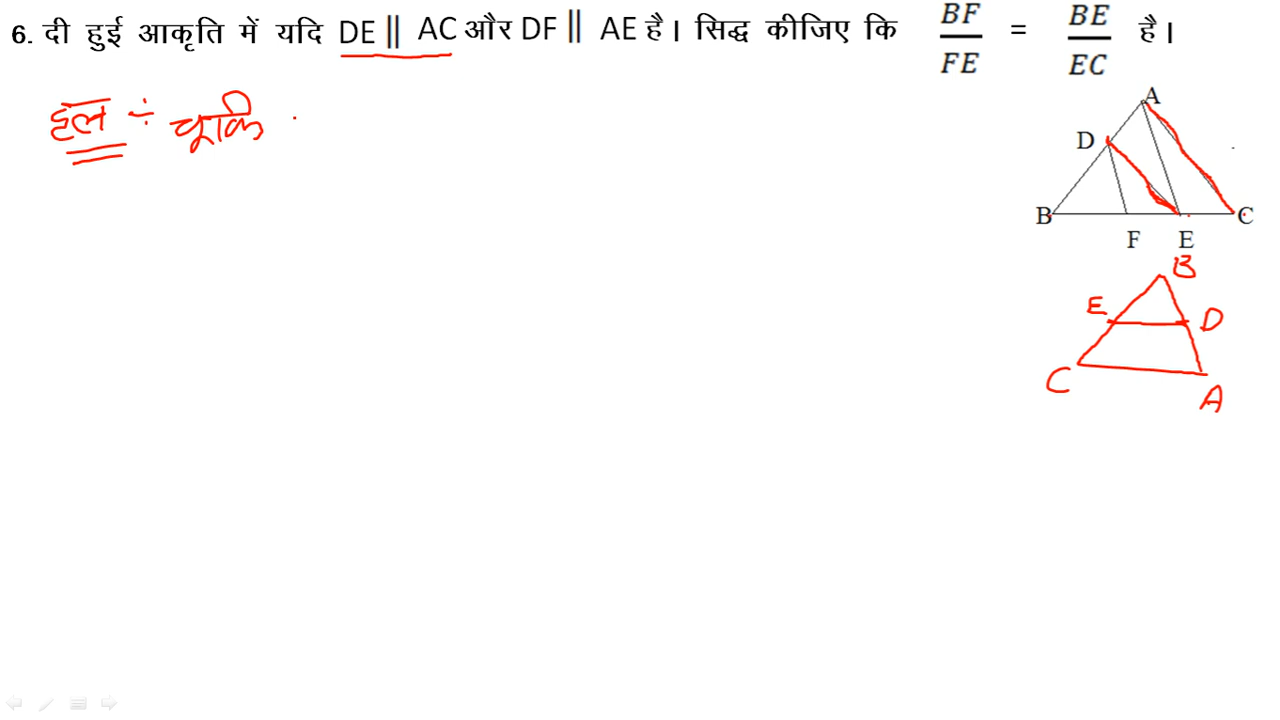 6. दी हुई आकृति में यदि DE || AC और DF || AE है। सिद्ध कीजिए कि BF/FE = BE/EC है।
हल ÷ चूंकि
A
D
B
C
F E
B
E D
C
A